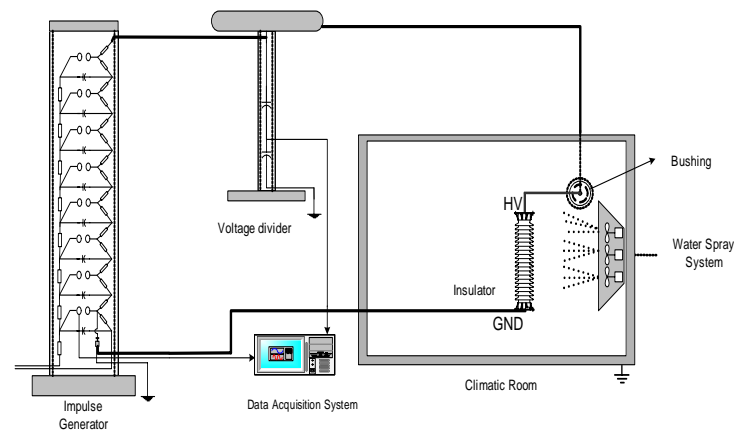 Bushing
HV
Voltage divider
Water Spray
System
Insulator
GND
Climatic Room
Impulse
Generator
Data Acquisition System